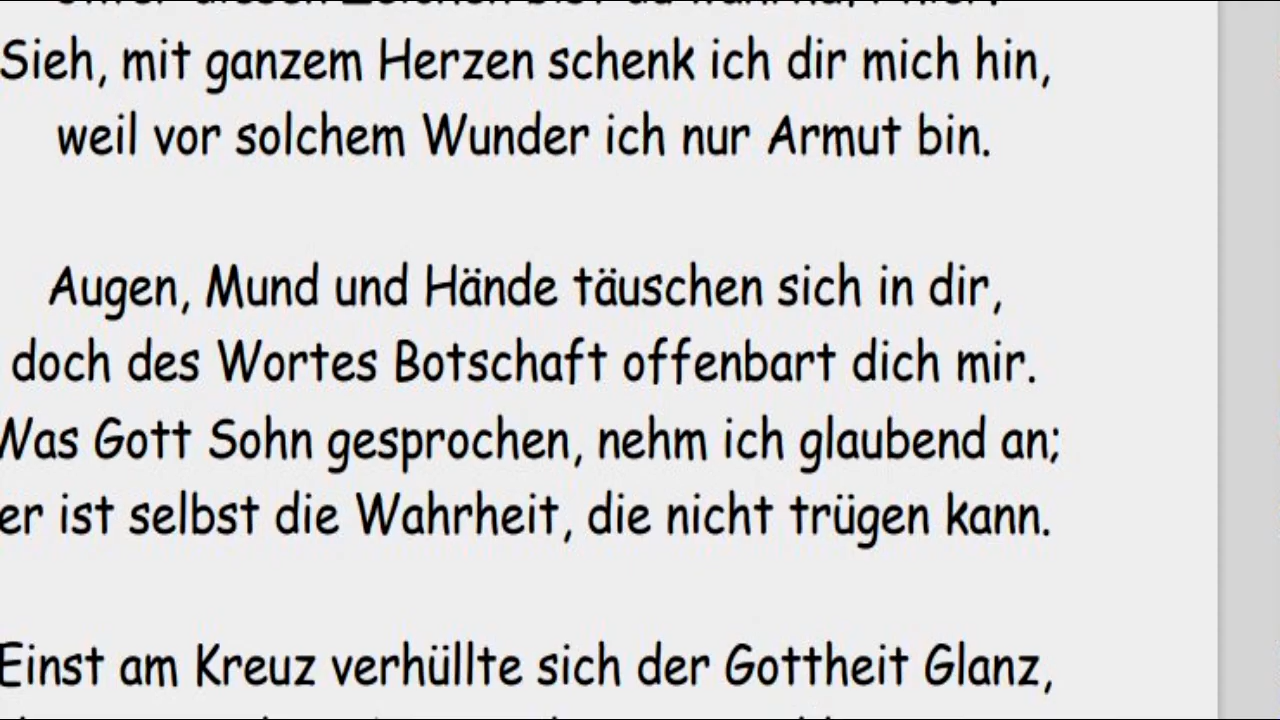 Sieh, mit ganzem Herzen schenk ich dir mich hin,
weil vor solchem Wunder ich nur Armut bin.
Augen, Mund und Hände täuschen sich in dir,
doch des Wortes Botschaft offenbart dich mir.
Was Gott Sohn gesprochen, nehm ich glaubend an;
er ist selbst die Wahrheit, die nicht trügen kann.
Einst am Kreuz verhüllte sich der Gottheit Glanz,